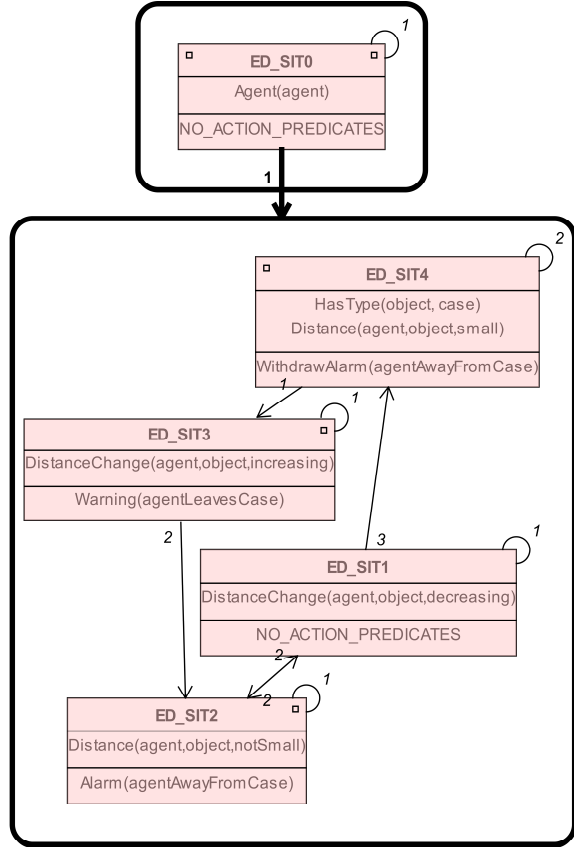 1
ED_SIT0
Agent(agent)
NO_ACTION_PREDICATES
1
2
ED_SIT4
HasType(object, case)
Distance(agent,object,small)
WithdrawAlarm(agentAwayFromCase)
1
1
ED_SIT3
DistanceChange(agent,object,increasing)
Warning(agentLeavesCase)
2
3
1
ED_SIT1
DistanceChange(agent,object,decreasing)
NO_ACTION_PREDICATES
2
2
1
ED_SIT2
Distance(agent,object,notSmall)
Alarm(agentAwayFromCase)